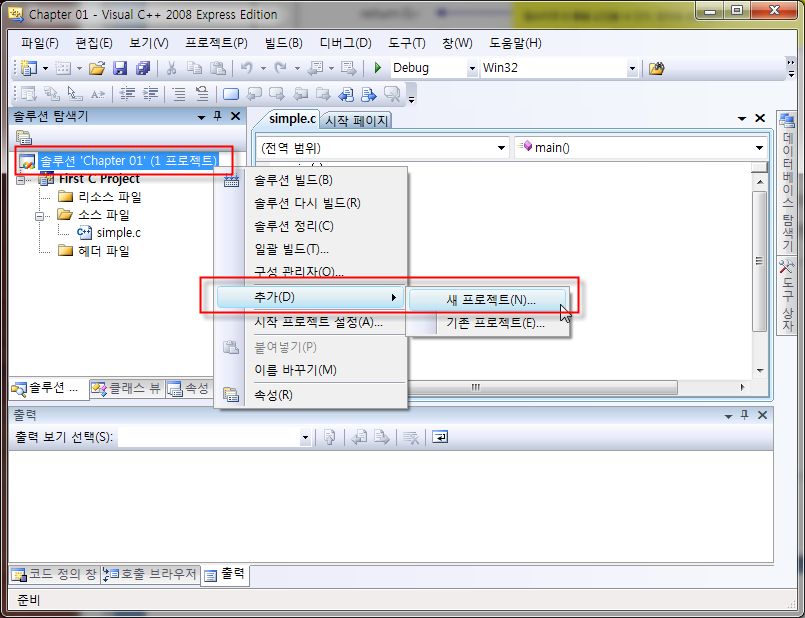 Chapter 01 - Visual C++ 2008 Express Edition
파일(F) 편집(E) 보기(V) 프로젝트(P) 빌드(B) 디버그(D) 도구(T) 창(W) 도움말(H)
Debug Win32
솔루션 탐색기
솔루션 'Chapter 01' (1 프로젝트)
First C Project
리소스 파일
소스 파일
simple.c
헤더 파일
simple.c 시작 페이지
(전역 범위) main()
솔루션 빌드(B)
솔루션 다시 빌드(R)
솔루션 정리(C)
일괄 빌드(T)...
구성 관리자(O)...
추가(D)
새 프로젝트(N)...
기존 프로젝트(E)...
시작 프로젝트 설정(A)...
붙여넣기(P)
이름 바꾸기(M)
속성(R)
데이터베이스 탐색기
도구 상자
솔루션 ... 클래스 뷰 속성
출력
출력 보기 선택(S):
코드 정의 창 호출 브라우저 출력
준비